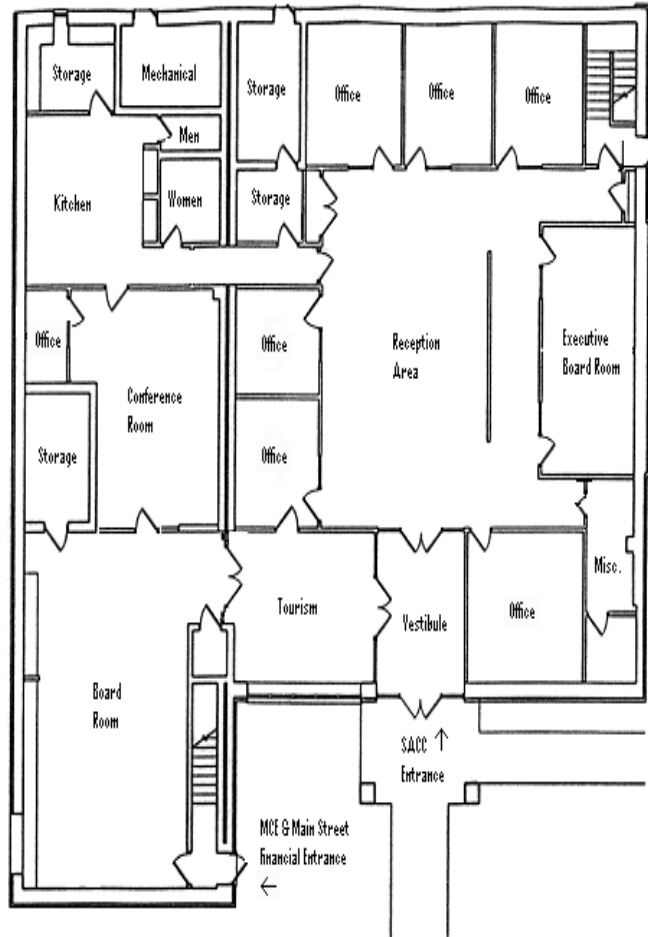 Storage
Mechanical
Storage
Office
Office
Office
Men
Kitchen
Women
Storage
Office
Office
Reception
Area
Executive
Board Room
Conference
Room
Storage
Office
Tourism
Vestibule
Office
Misc.
Board
Room
SACC
Entrance
MCE & Main Street
Financial Entrance